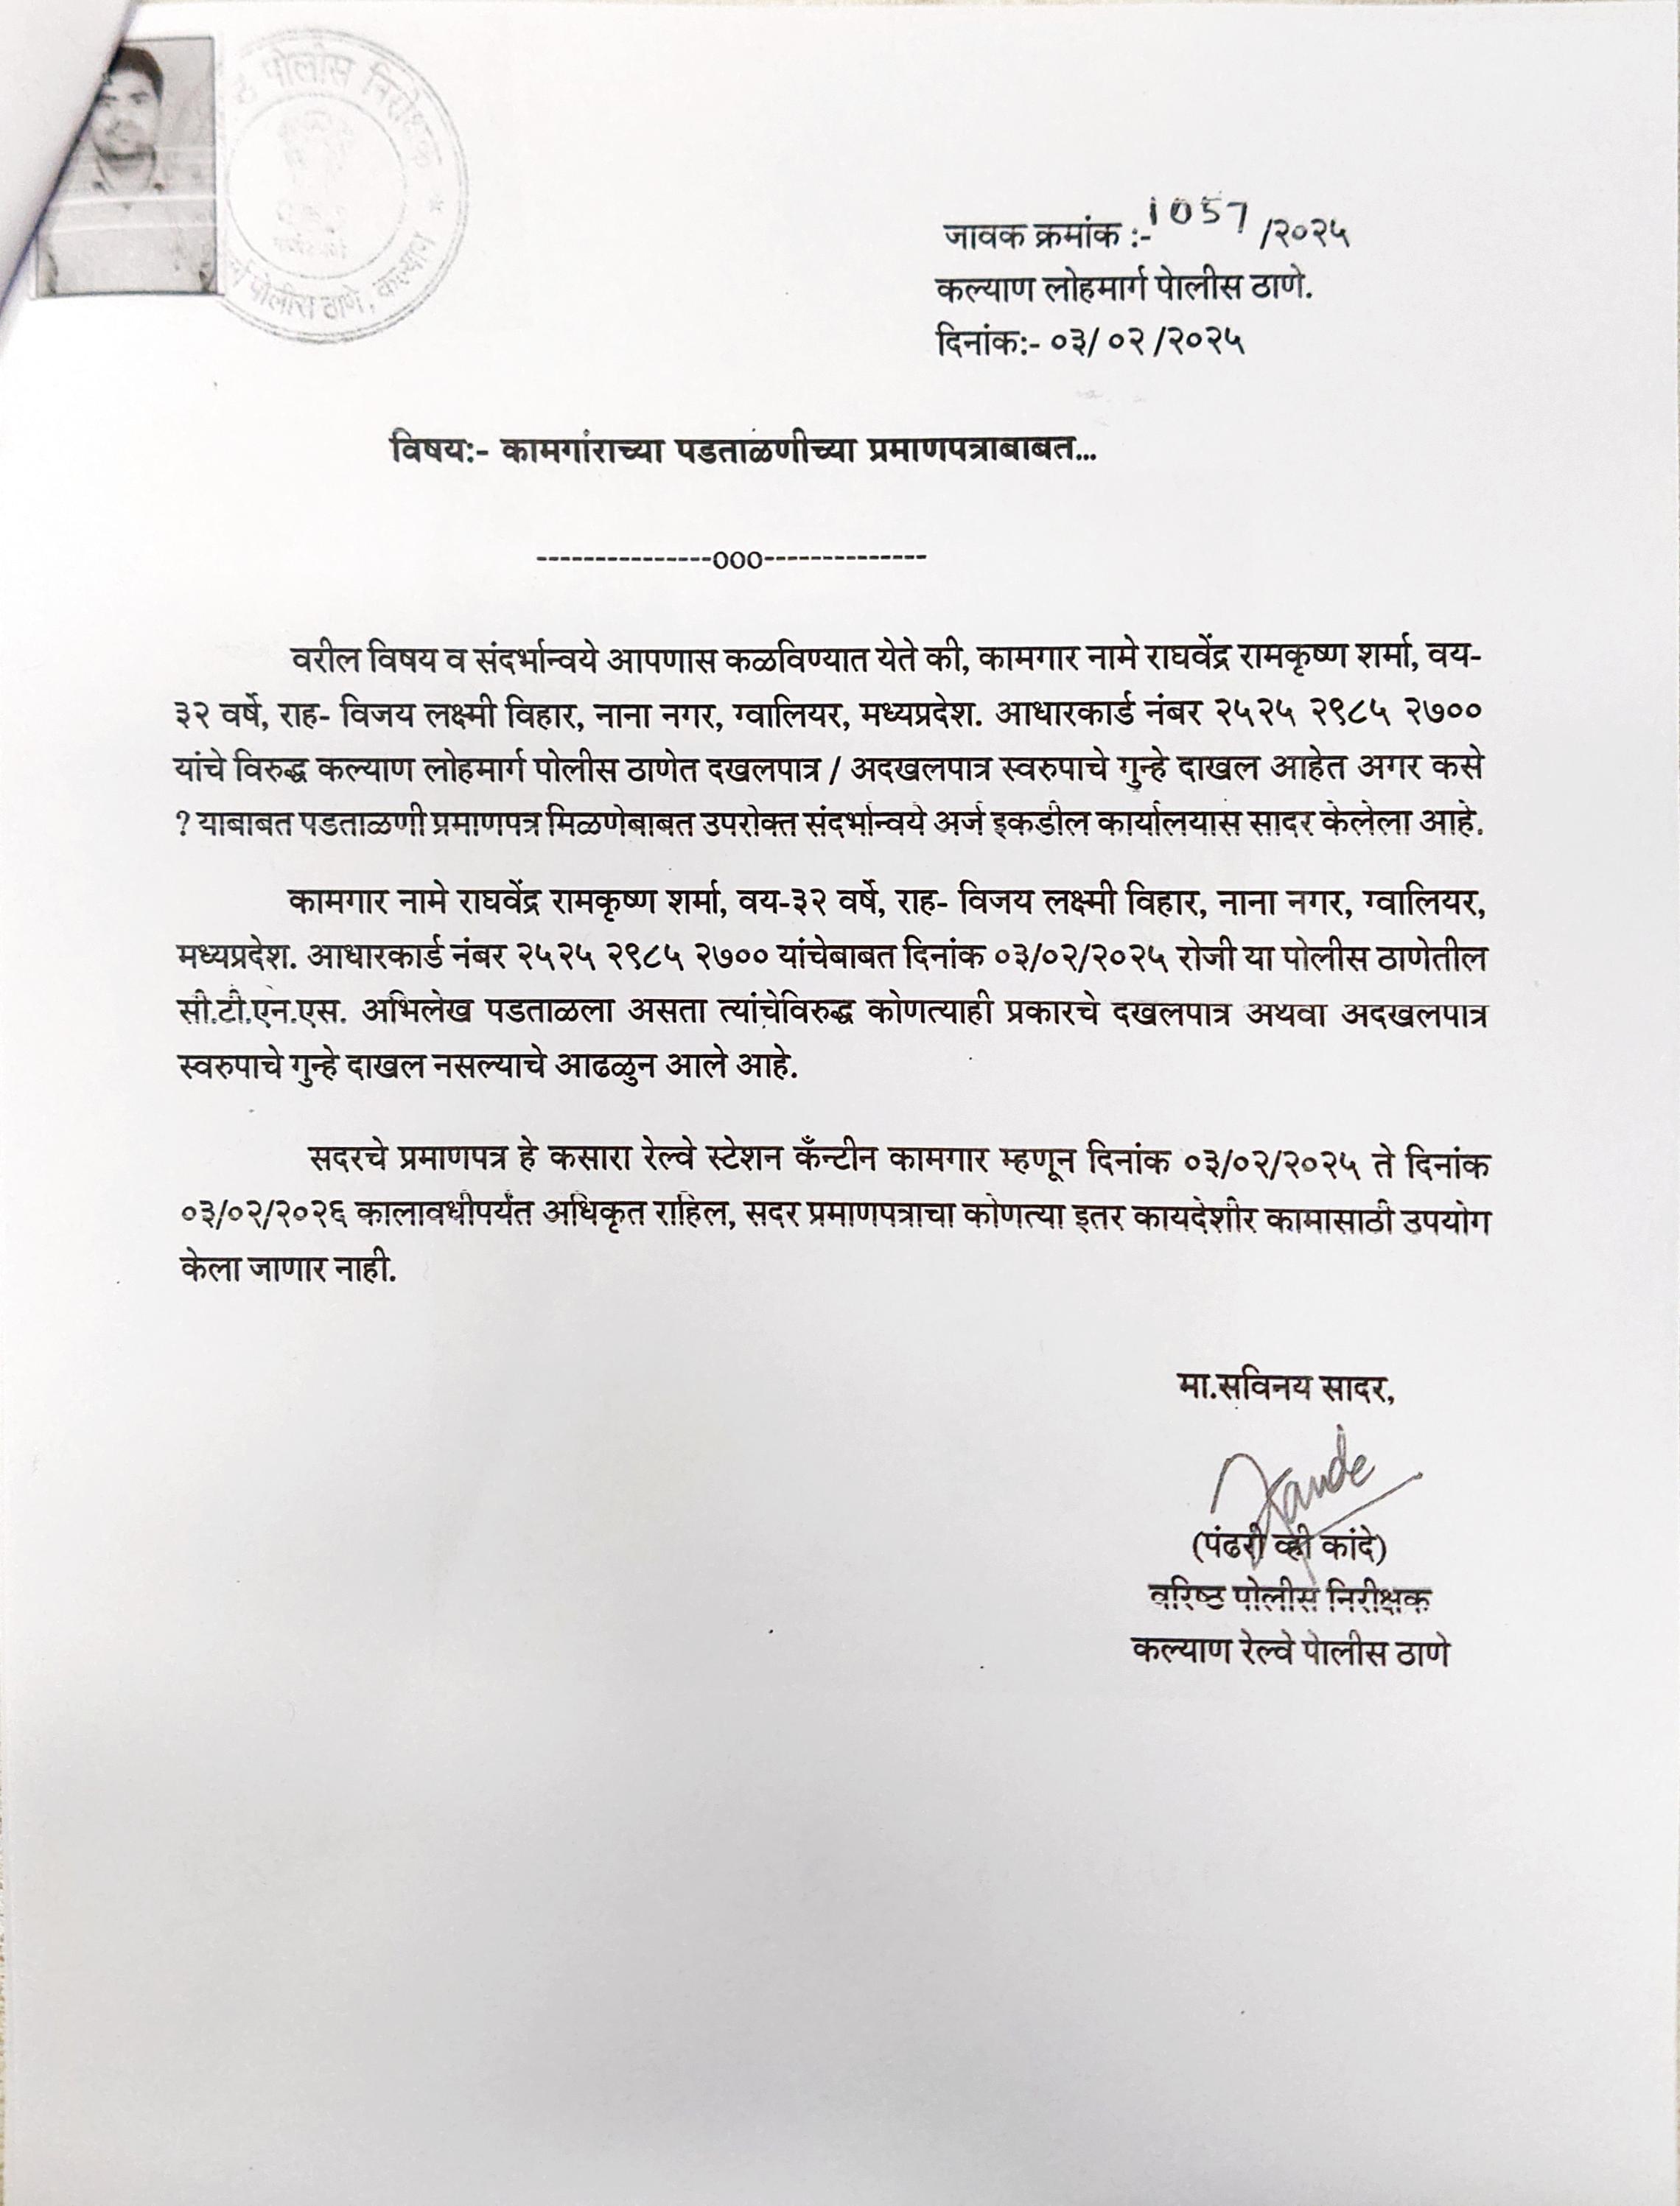 पोलीस निरीक्षक
पोलीस ठाणे, कल्याण *
जावक क्रमांक :- 1057 /२०२५
कल्याण लोहमार्ग पोलीस ठाणे.
दिनांक:- ०३/ ०२ /२०२५
विषय:- कामगांराच्या पडताळणीच्या प्रमाणपत्राबाबत...
---------------ooo--------------
वरील विषय व संदर्भान्वये आपणास कळविण्यात येते की, कामगार नामे राघवेंद्र रामकृष्ण शर्मा, वय-
३२ वर्षे, राह- विजय लक्ष्मी विहार, नाना नगर, ग्वालियर, मध्यप्रदेश. आधारकार्ड नंबर २५२५ २९८५ २७००
यांचे विरुद्ध कल्याण लोहमार्ग पोलीस ठाणेत दखलपात्र / अदखलपात्र स्वरुपाचे गुन्हे दाखल आहेत अगर कसे
? याबाबत पडताळणी प्रमाणपत्र मिळणेबाबत उपरोक्त संदर्भान्वये अर्ज इकडील कार्यालयास सादर केलेला आहे.
कामगार नामे राघवेंद्र रामकृष्ण शर्मा, वय-३२ वर्षे, राह- विजय लक्ष्मी विहार, नाना नगर, ग्वालियर,
मध्यप्रदेश. आधारकार्ड नंबर २५२५ २९८५ २७०० यांचेबाबत दिनांक ०३/०२/२०२५ रोजी या पोलीस ठाणेतील
सी.टी.एन.एस. अभिलेख पडताळला असता त्यांचेविरुद्ध कोणत्याही प्रकारचे दखलपात्र अथवा अदखलपात्र
स्वरुपाचे गुन्हे दाखल नसल्याचे आढळुन आले आहे.
सदरचे प्रमाणपत्र हे कसारा रेल्वे स्टेशन कॅंन्टीन कामगार म्हणून दिनांक ०३/०२/२०२५ ते दिनांक
०३/०२/२०२६ कालावधीपर्यंत अधिकृत राहिल, सदर प्रमाणपत्राचा कोणत्या इतर कायदेशीर कामासाठी उपयोग
केला जाणार नाही.
मा.सविनय सादर,
Kande
(पंढरी व्ही कांदे)
वरिष्ठ पोलीस निरीक्षक
कल्याण रेल्वे पोलीस ठाणे